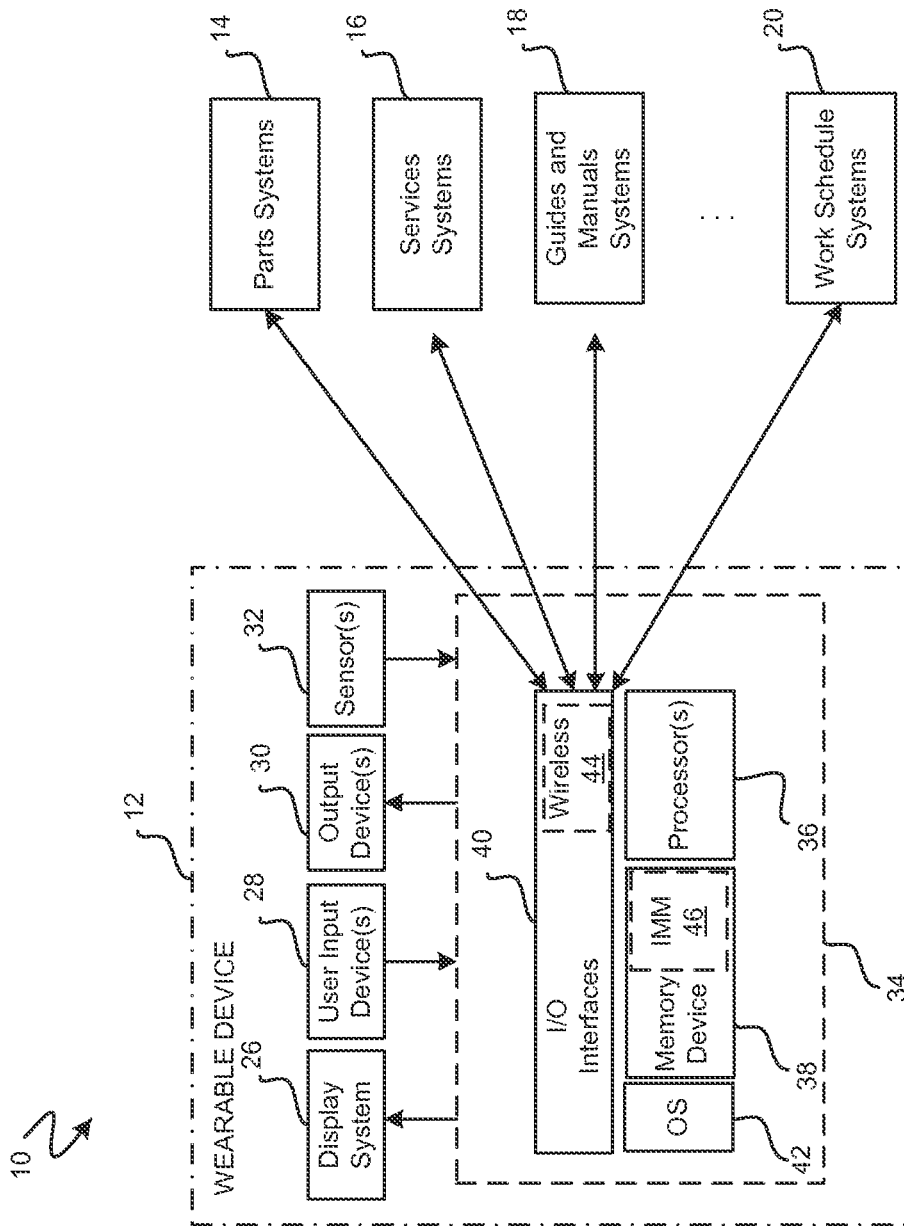 10
12
WEARABLE DEVICE
26
28
30
32
Display
System
User Input
Device(s)
Output
Device(s)
Sensor(s)
40
I/O
Interfaces
Wireless
44
OS
Memory
Device
IMM
46
Processor(s)
42
38
36
34
Parts Systems
14
Services
Systems
16
Guides and
Manuals
Systems
18
. . .
Work Schedule
Systems
20